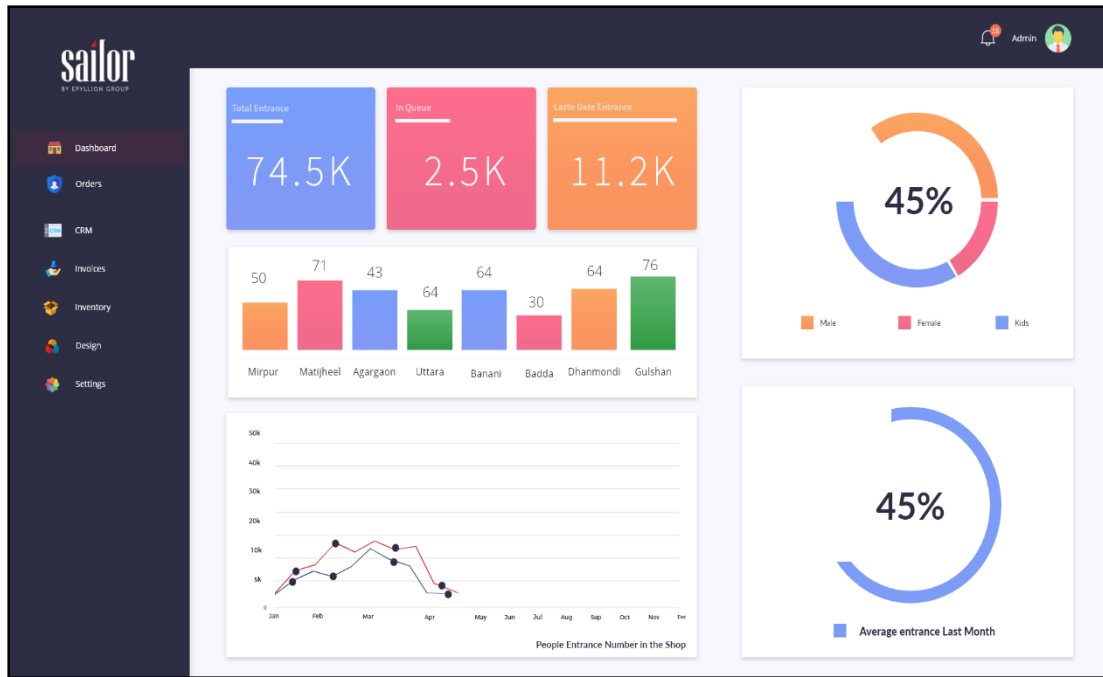 sailor
BY EPYLLION GROUP
15
Admin
Dashboard
Orders
CRM
CRM
Invoices
Inventory
Design
Settings
Total Entrance
74.5K
In Queue
2.5K
Laste Date Entrance
11.2K
50 71 43 64 64 30 64 76
Mirpur Matijheel Agargaon Uttara Banani Badda Dhanmondi Gulshan
50k
40k
30k
20k
10k
5k
0
Jan Feb Mar Apr May Jun Jul Aug Sep Oct Nov Dec
People Entrance Number in the Shop
45%
Male Female Kids
45%
Average entrance Last Month